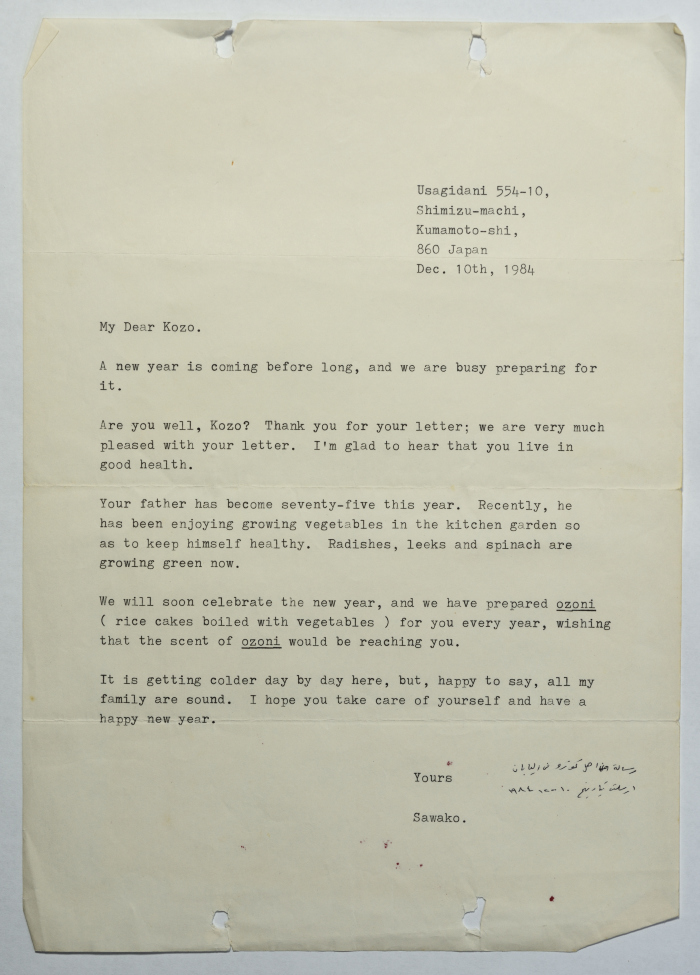 Usagidani 554-10,
Shimizu-machi,
Kumamoto-shi,
860 Japan
Dec. 10th, 1984
My Dear Kozo.
A new year is coming before long, and we are busy preparing for
it.
Are you well, Kozo?  Thank you for your letter; we are very much
pleased with your letter.  I'm glad to hear that you live in
good health.
Your father has become seventy-five this year.  Recently, he
has been enjoying growing vegetables in the kitchen garden so
as to keep himself healthy.  Radishes, leeks and spinach are
growing green now.
We will soon celebrate the new year, and we have prepared ozoni
( rice cakes boiled with vegetables ) for you every year, wishing
that the scent of ozoni would be reaching you.
It is getting colder day by day here, but, happy to say, all my
family are sound.  I hope you take care of yourself and have a
happy new year.
Yours
رسالة كوزو اليابان
بتاريخ
Sawako.